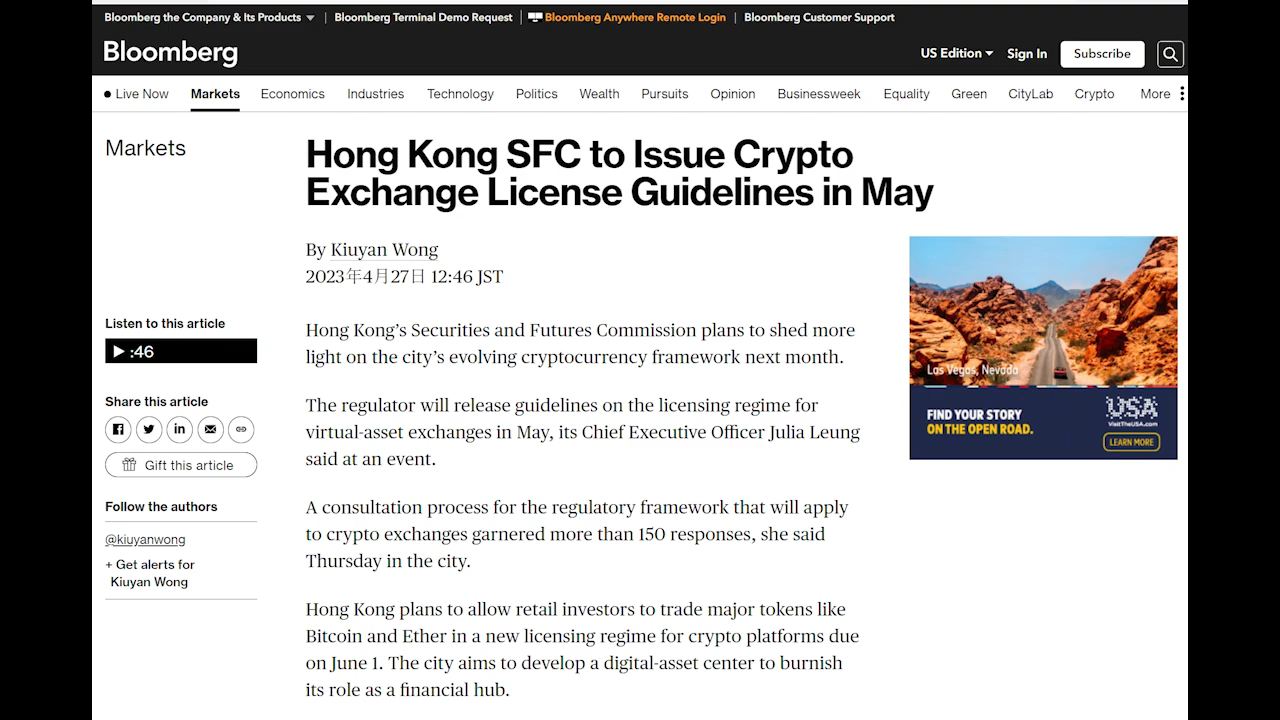 Bloomberg the Company & Its Products
Bloomberg Terminal Demo Request
Bloomberg Anywhere Remote Login
Bloomberg Customer Support
Bloomberg
US Edition
Sign In
Subscribe
Live Now
Markets
Economics
Industries
Technology
Politics
Wealth
Pursuits
Opinion
Businessweek
Equality
Green
CityLab
Crypto
More
Markets
Hong Kong SFC to Issue Crypto
Exchange License Guidelines in May
By Kiuyan Wong
2023年4月27日 12:46 JST
Listen to this article
:46
Share this article
Gift this article
Follow the authors
@kiuyanwong
+ Get alerts for
Kiuyan Wong
Hong Kong’s Securities and Futures Commission plans to shed more
light on the city’s evolving cryptocurrency framework next month.
The regulator will release guidelines on the licensing regime for
virtual-asset exchanges in May, its Chief Executive Officer Julia Leung
said at an event.
A consultation process for the regulatory framework that will apply
to crypto exchanges garnered more than 150 responses, she said
Thursday in the city.
Hong Kong plans to allow retail investors to trade major tokens like
Bitcoin and Ether in a new licensing regime for crypto platforms due
on June 1. The city aims to develop a digital-asset center to burnish
its role as a financial hub.
Las Vegas, Nevada
FIND YOUR STORY
ON THE OPEN ROAD.
USA
VisitTheUSA.com
LEARN MORE